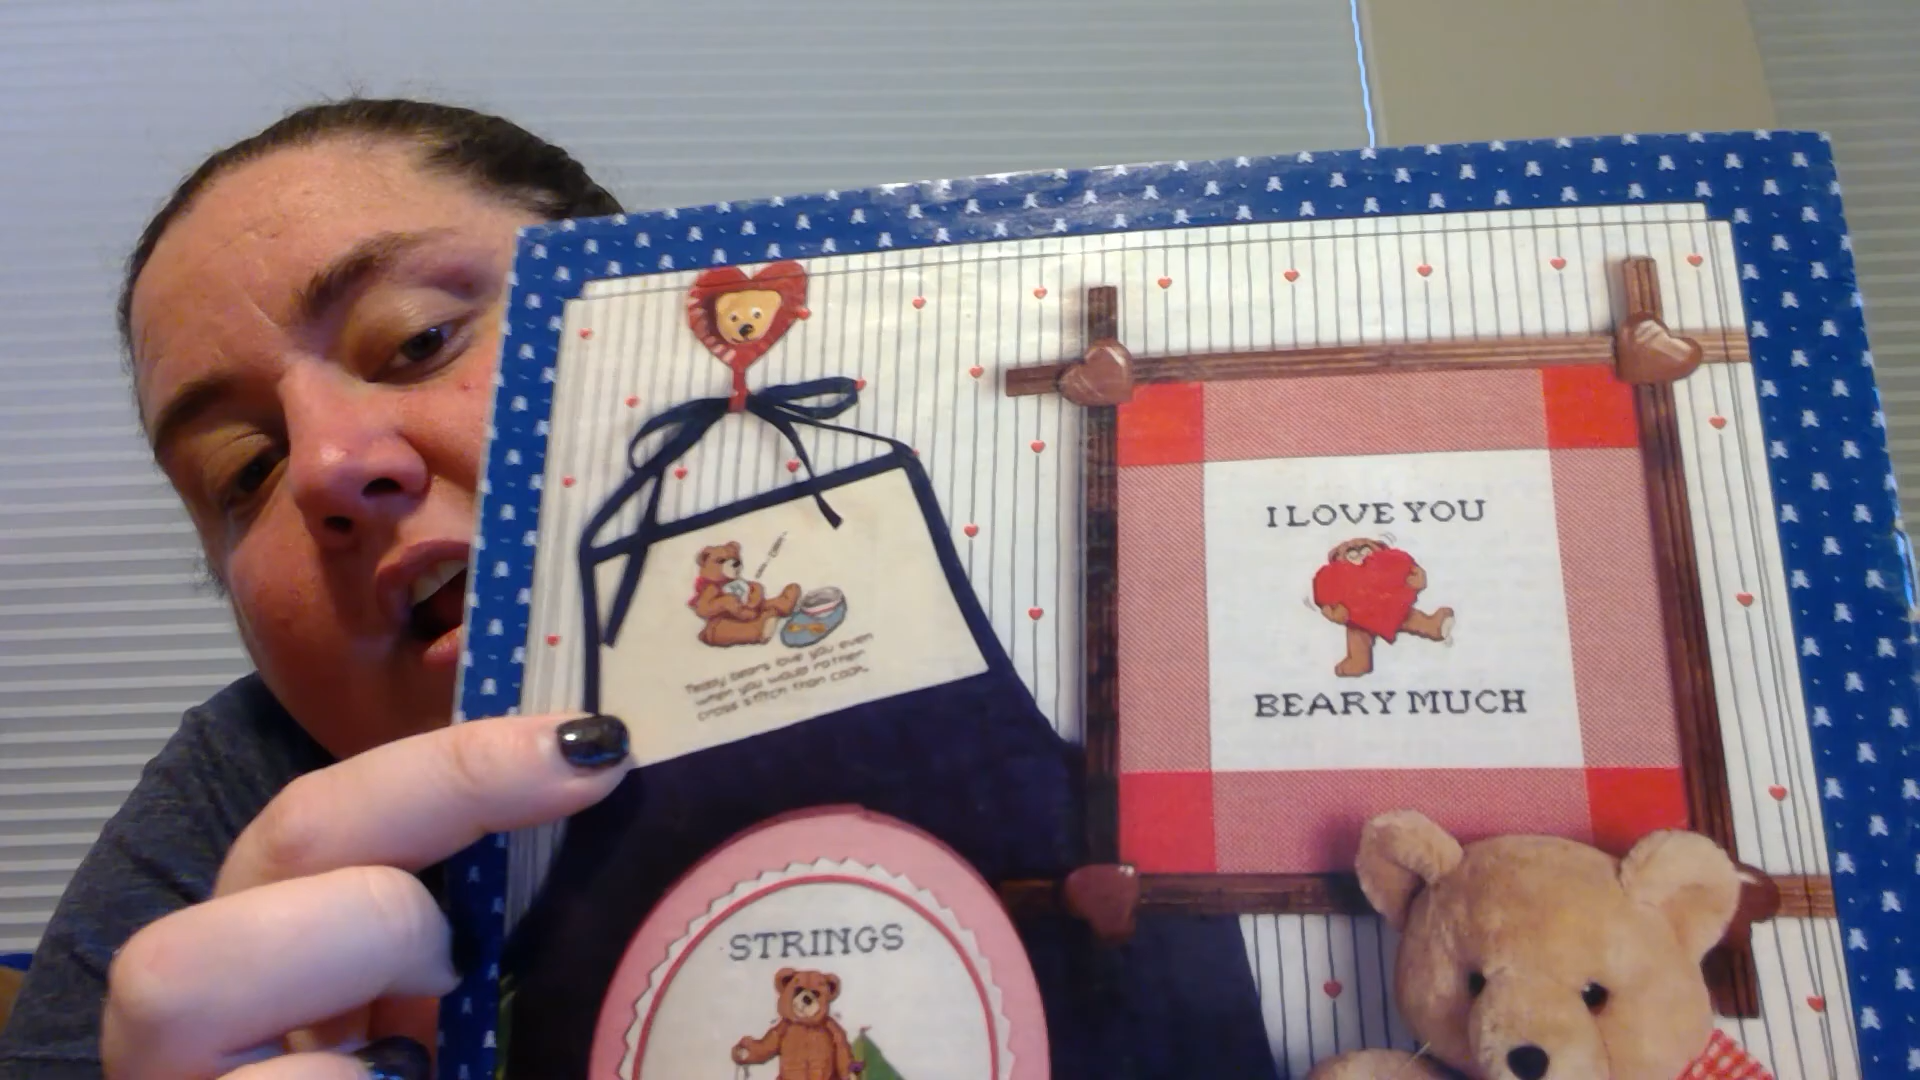 Teddy bears love you even
when you would rather
cross stitch than cook.
I LOVE YOU
BEARY MUCH
STRINGS